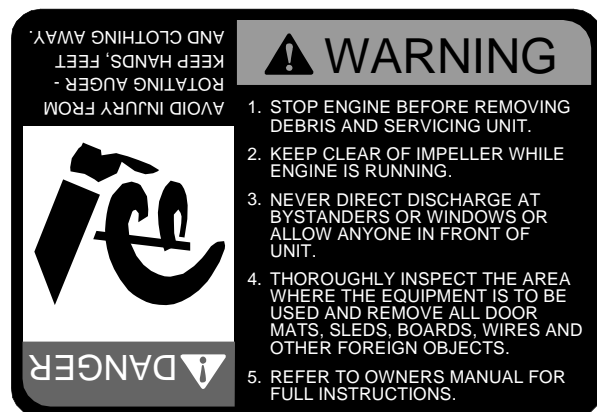 DANGER
AVOID INJURY FROM
ROTATING AUGER -
KEEP HANDS, FEET
AND CLOTHING AWAY.
WARNING
1. STOP ENGINE BEFORE REMOVING
DEBRIS AND SERVICING UNIT.
2. KEEP CLEAR OF IMPELLER WHILE
ENGINE IS RUNNING.
3. NEVER DIRECT DISCHARGE AT
BYSTANDERS OR WINDOWS OR
ALLOW ANYONE IN FRONT OF
UNIT.
4. THOROUGHLY INSPECT THE AREA
WHERE THE EQUIPMENT IS TO BE
USED AND REMOVE ALL DOOR
MATS, SLEDS, BOARDS, WIRES AND
OTHER FOREIGN OBJECTS.
5. REFER TO OWNERS MANUAL FOR
FULL INSTRUCTIONS.